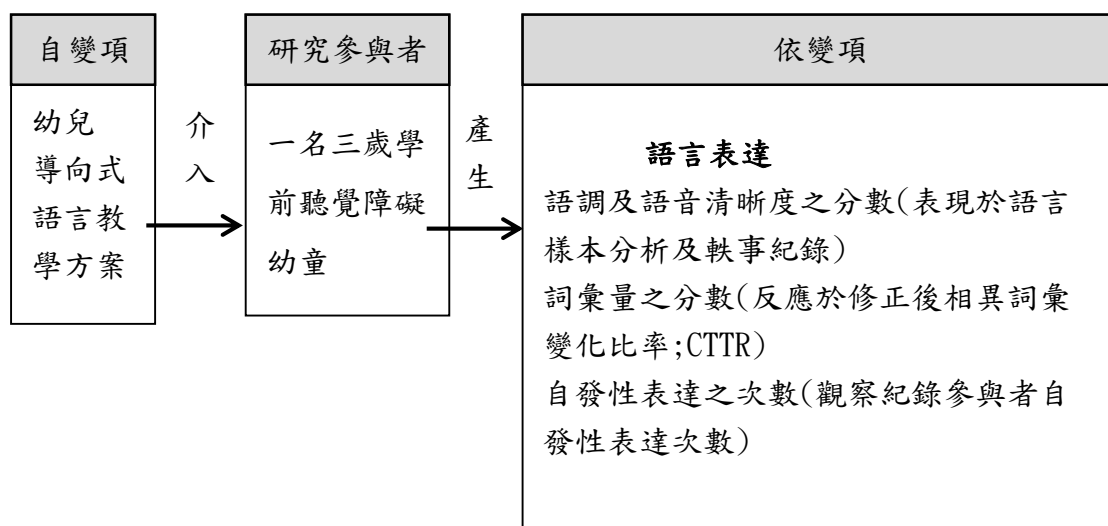 自變項
幼兒
導向式
語言教
學方案
介
入
研究參與者
一名三歲學
前聽覺障礙
幼童
產
生
依變項
語言表達
語調及語音清晰度之分數(表現於語言
樣本分析及軼事紀錄)
詞彙量之分數(反應於修正後相異詞彙
變化比率;CTTR)
自發性表達之次數(觀察紀錄參與者自
發性表達次數)